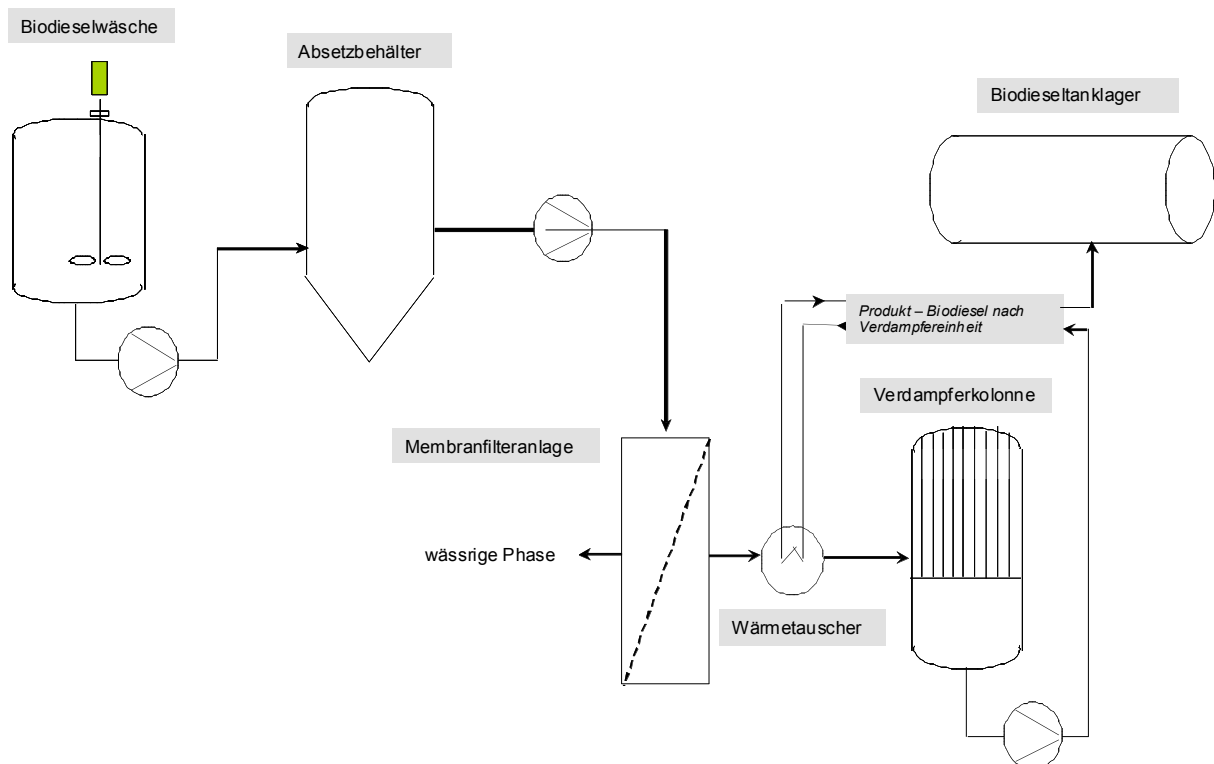 Biodieselwäsche
Absetzbehälter
Biodieseltanklager
Produkt – Biodiesel nach
Verdampfereinheit
Verdampferkolonne
Membranfilteranlage
wässrige Phase
Wärmetauscher